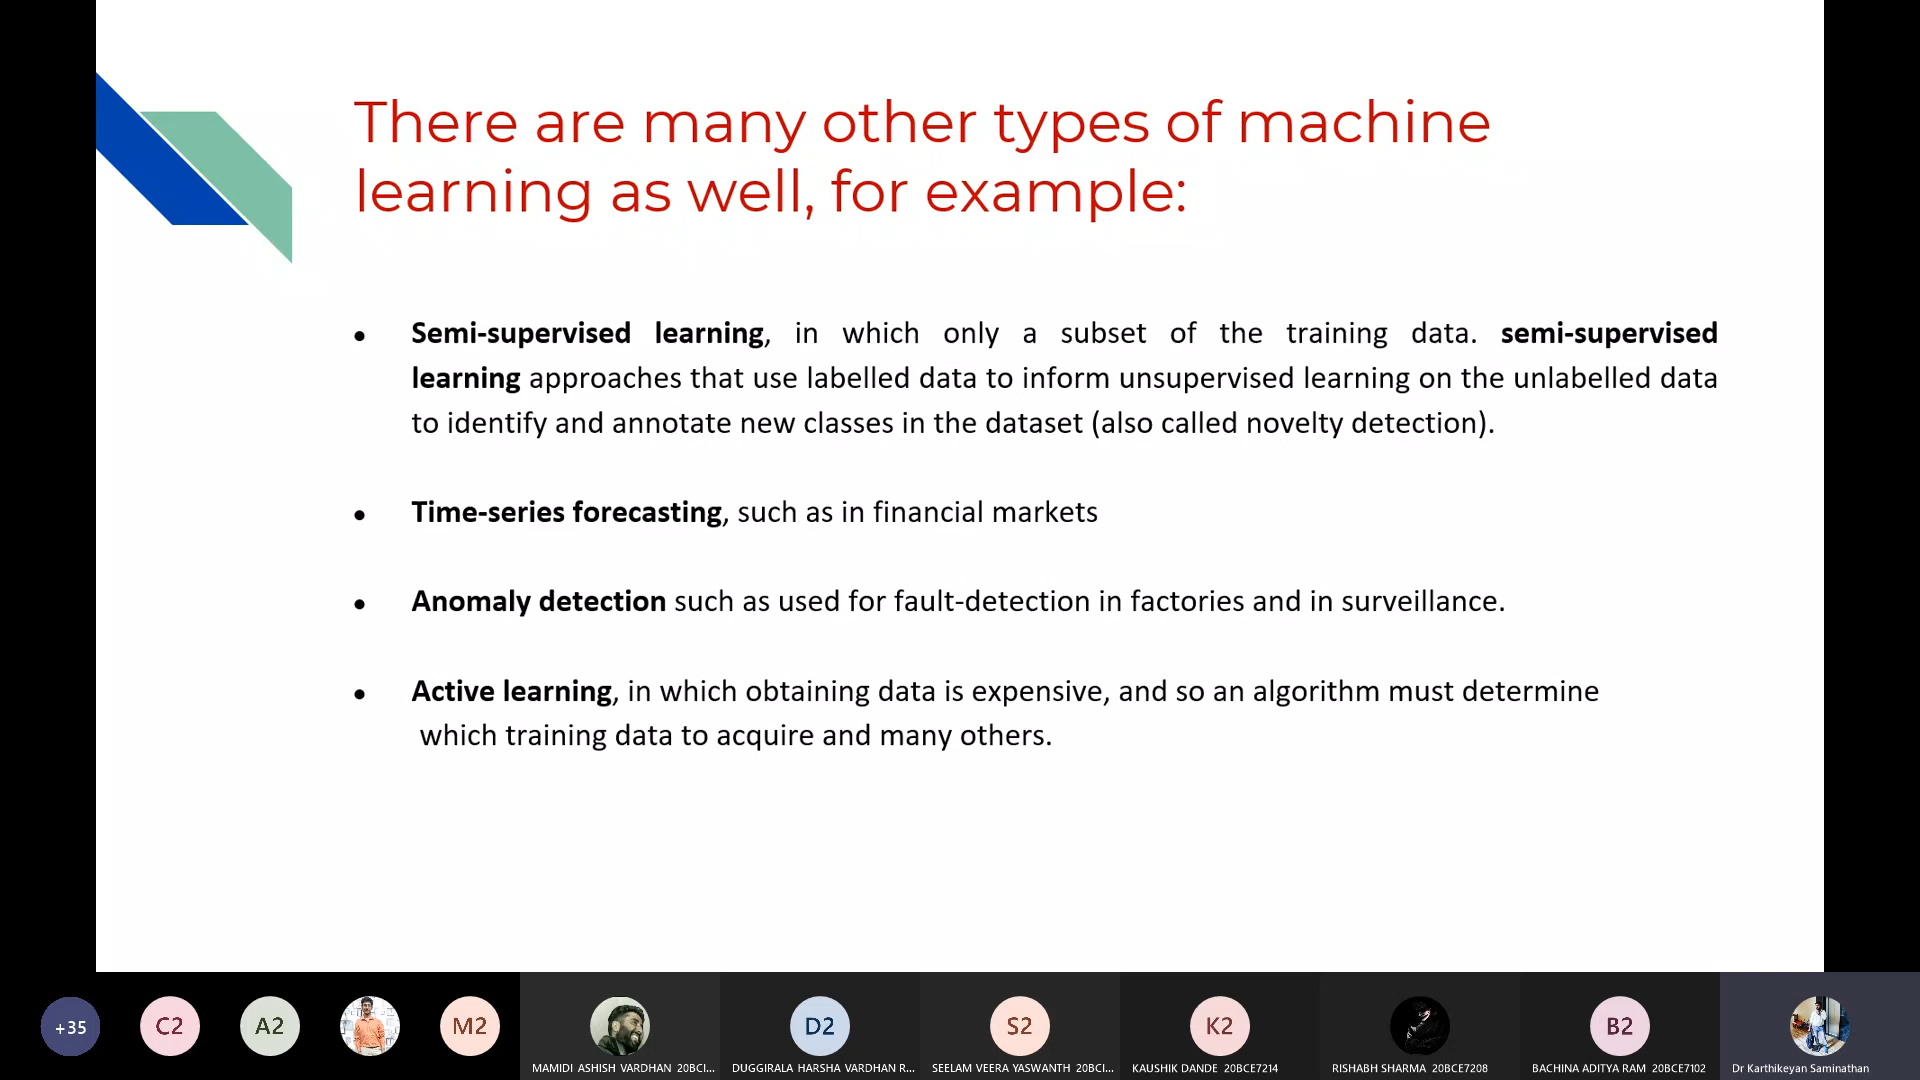 There are many other types of machine
learning as well, for example:
● Semi-supervised learning, in which only a subset of the training data. semi-supervised
learning approaches that use labelled data to inform unsupervised learning on the unlabelled data
to identify and annotate new classes in the dataset (also called novelty detection).
● Time-series forecasting, such as in financial markets
● Anomaly detection such as used for fault-detection in factories and in surveillance.
● Active learning, in which obtaining data is expensive, and so an algorithm must determine
which training data to acquire and many others.
+35 C2 A2 M2 D2 S2 K2 B2
MAMIDI ASHISH VARDHAN 20BCI... DUGGIRALA HARSHA VARDHAN R... SEELAM VEERA YASWANTH 20BCI... KAUSHIK DANDE 20BCE7214 RISHABH SHARMA 20BCE7208 BACHINA ADITYA RAM 20BCE7102 Dr Karthikeyan Saminathan